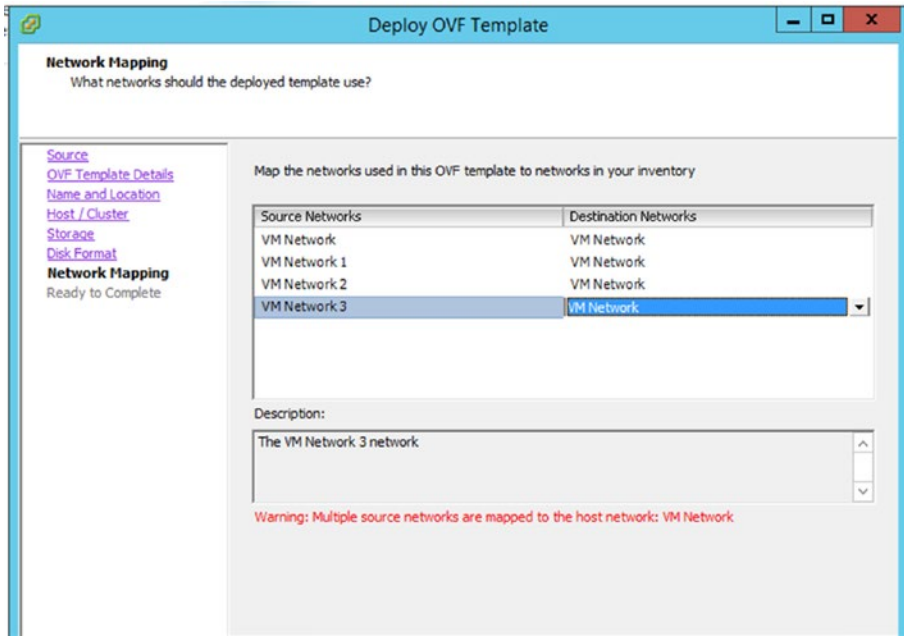 Deploy OVF Template
Network Mapping
What networks should the deployed template use?
Source
OVF Template Details
Name and Location
Host / Cluster
Storage
Disk Format
Network Mapping
Ready to Complete
Map the networks used in this OVF template to networks in your inventory
Source Networks Destination Networks
VM Network VM Network
VM Network 1 VM Network
VM Network 2 VM Network
VM Network 3 VM Network
Description:
The VM Network 3 network
Warning: Multiple source networks are mapped to the host network: VM Network